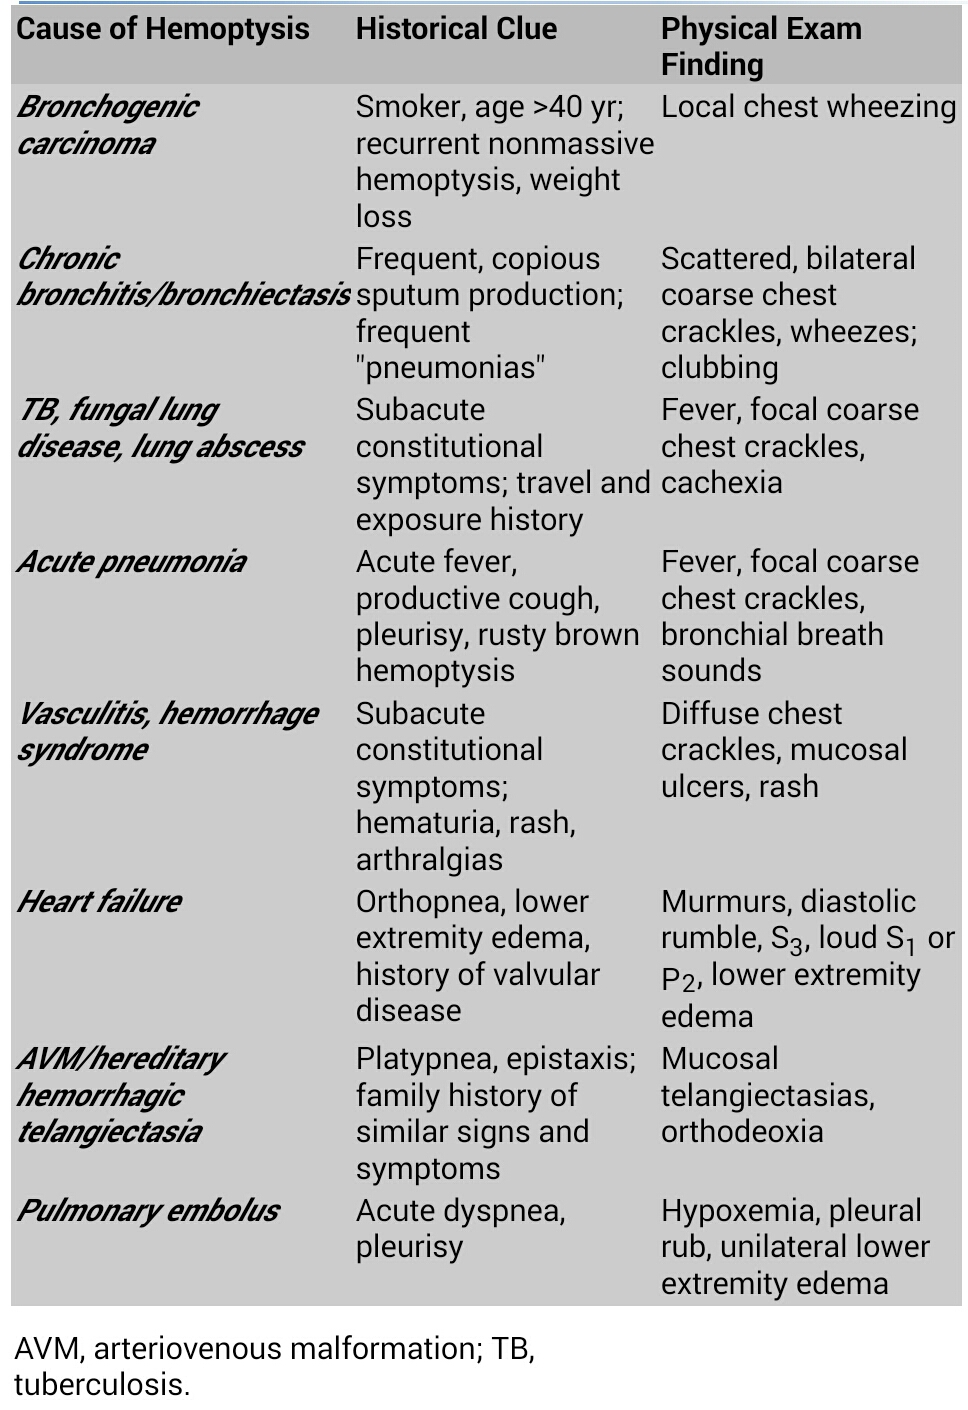 Cause of Hemoptysis Historical Clue Physical Exam
Finding
Bronchogenic
carcinoma
Smoker, age >40 yr;
recurrent nonmassive
hemoptysis, weight
loss
Local chest wheezing
Chronic
bronchitis/bronchiectasis
Frequent, copious
sputum production;
frequent
"pneumonias"
Scattered, bilateral
coarse chest
crackles, wheezes;
clubbing
TB, fungal lung
disease, lung abscess
Subacute
constitutional
symptoms; travel and
exposure history
Fever, focal coarse
chest crackles,
cachexia
Acute pneumonia
Acute fever,
productive cough,
pleurisy, rusty brown
hemoptysis
Fever, focal coarse
chest crackles,
bronchial breath
sounds
Vasculitis, hemorrhage
syndrome
Subacute
constitutional
symptoms;
hematuria, rash,
arthralgias
Diffuse chest
crackles, mucosal
ulcers, rash
Heart failure
Orthopnea, lower
extremity edema,
history of valvular
disease
Murmurs, diastolic
rumble, S3, loud S1 or
P2, lower extremity
edema
AVM/hereditary
hemorrhagic
telangiectasia
Platypnea, epistaxis;
family history of
similar signs and
symptoms
Mucosal
telangiectasias,
orthodeoxia
Pulmonary embolus
Acute dyspnea,
pleurisy
Hypoxemia, pleural
rub, unilateral lower
extremity edema
AVM, arteriovenous malformation; TB,
tuberculosis.